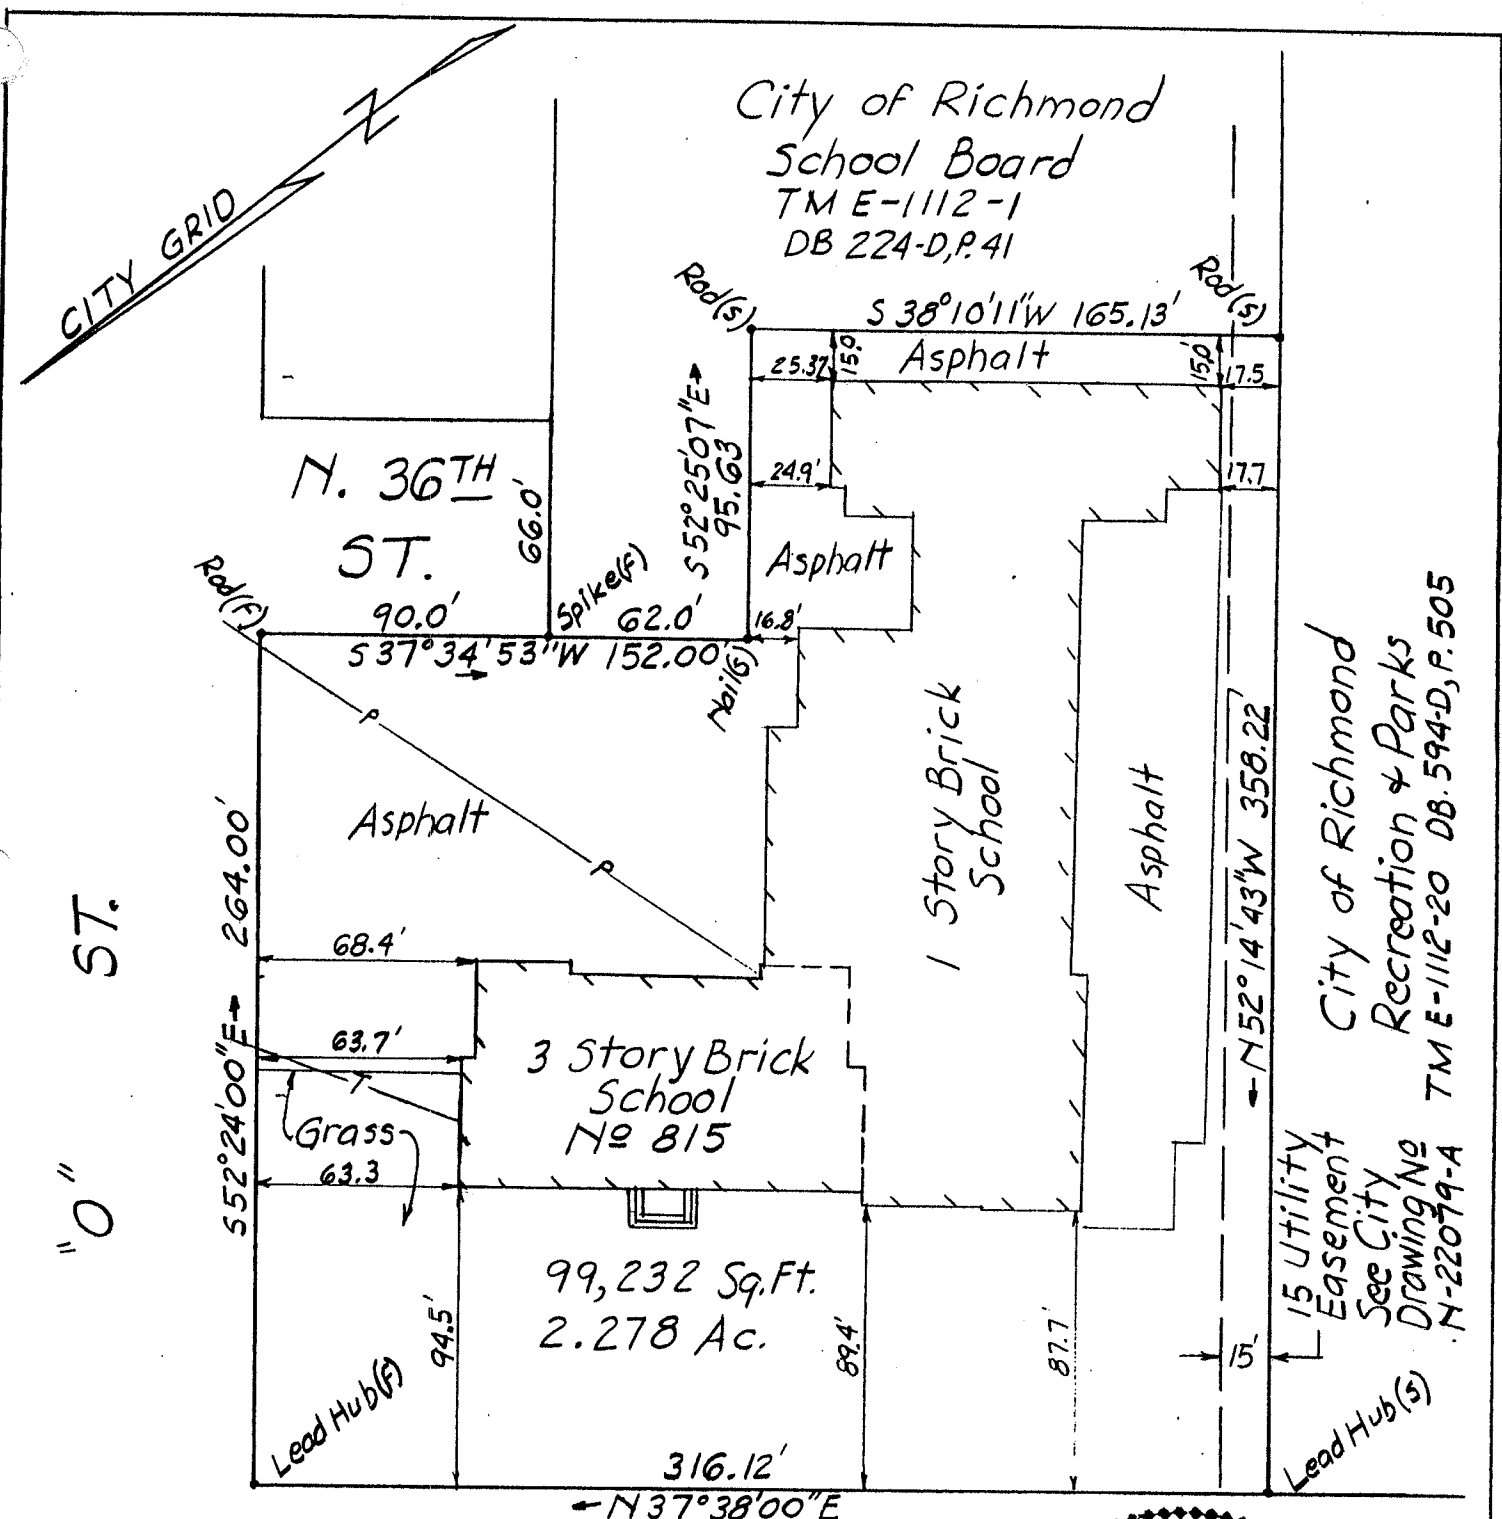 City of Richmond
School Board
TM E-1112-1
DB 224-D, P. 41
CITY GRID
N
Rod(s)
S 38°10'11"W 165.13'
Rod(s)
25.37
15.0'
Asphalt
15.0'
17.5
S 52°25'07"E
95.63
24.9'
17.7
N. 36TH
ST.
66.0'
Asphalt
Rod(f)
90.0'
Spike(f)
62.0'
16.8'
S 37°34'53"W 152.00'
Nail(s)
P
P
Asphalt
1 Story Brick
School
Asphalt
N 52°14'43"W 358.22'
City of Richmond
Recreation & Parks
TM E-1112-20 DB. 594-D, P. 505
"O" ST.
S 52°24'00"E 264.00'
68.4'
63.7'
T
Grass
63.3
3 Story Brick
School
No 815
99,232 Sq.Ft.
2.278 Ac.
94.5'
89.4'
87.7'
15'
15' Utility
Easement
See City
Drawing No
N-22079-A
Lead Hub(f)
Lead Hub(s)
316.12'
N 37°38'00"E